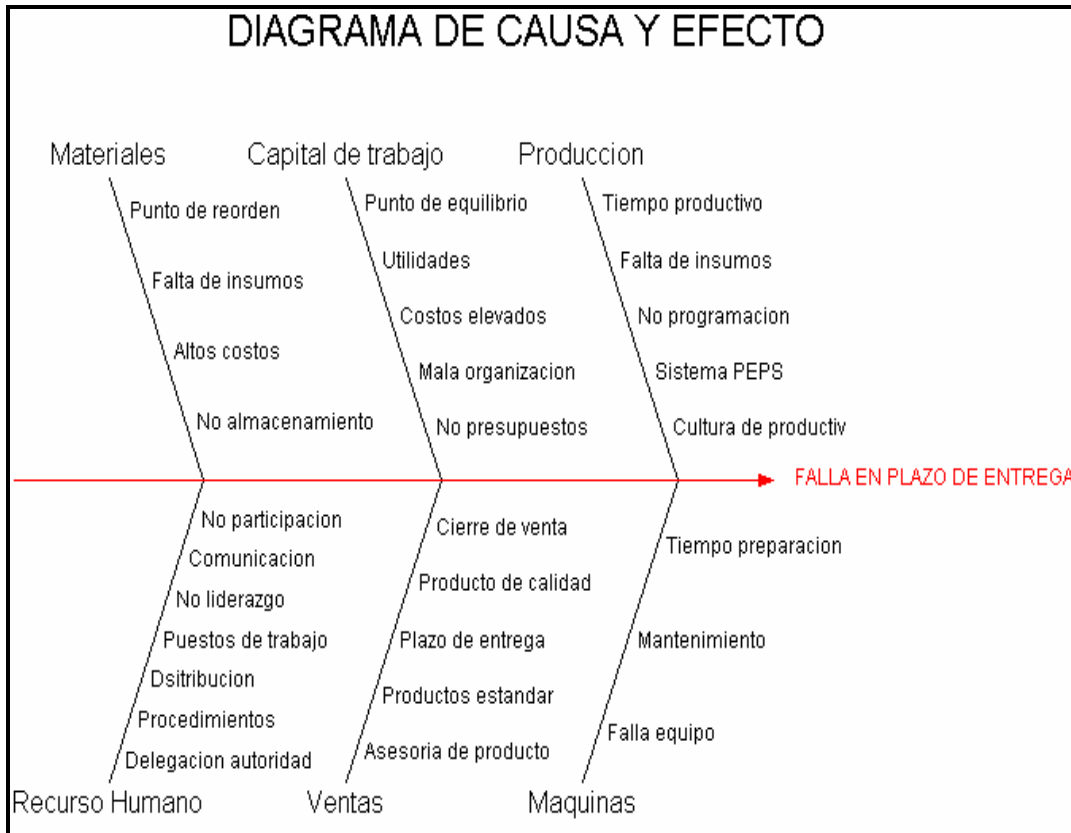 DIAGRAMA DE CAUSA Y EFECTO
Materiales
Capital de trabajo
Produccion
Punto de reorden
Falta de insumos
Altos costos
No almacenamiento
Punto de equilibrio
Utilidades
Costos elevados
Mala organizacion
No presupuestos
Tiempo productivo
Falta de insumos
No programacion
Sistema PEPS
Cultura de productiv
FALLA EN PLAZO DE ENTREGA
No participacion
Comunicacion
No liderazgo
Puestos de trabajo
Dsitribucion
Procedimientos
Delegacion autoridad
Cierre de venta
Producto de calidad
Plazo de entrega
Productos estandar
Asesoria de producto
Tiempo preparacion
Mantenimiento
Falla equipo
Recurso Humano
Ventas
Maquinas